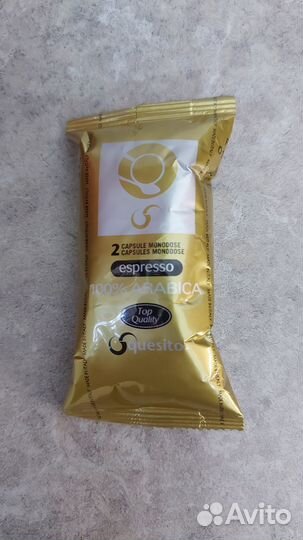 2 CAPSULE MONODOSE
CAPSULES MONODOSE
espresso
100% ARABICA
Top
Quality
quesito
Avito